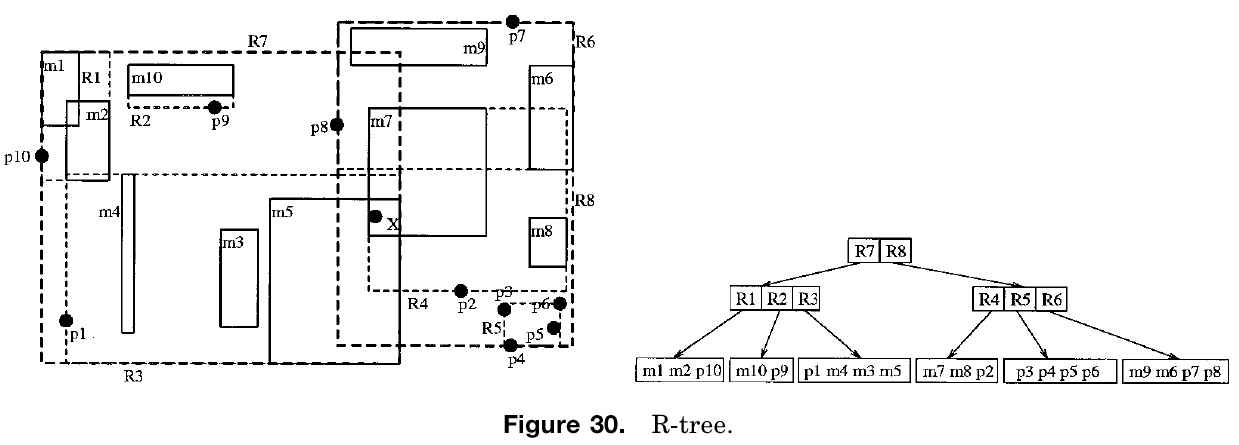 p7
R7
R6
m9
m1
R1
m10
m6
m2
R2
p9
p8
m7
p10
m4
m5
R8
X
m8
m3
p3
p6
R4
p2
R5
p5
p1
p4
R3
R7 R8
R1 R2 R3
R4 R5 R6
m1 m2 p10
m10 p9
p1 m4 m3 m5
m7 m8 p2
p3 p4 p5 p6
m9 m6 p7 p8
Figure 30. R-tree.